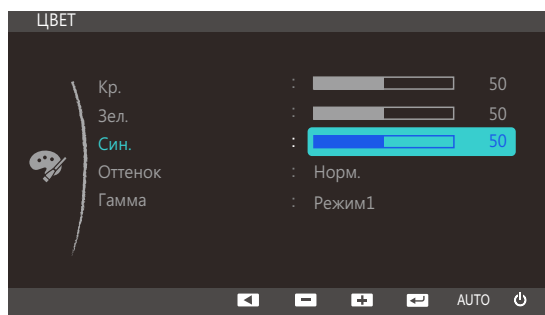 ЦВЕТ
Кр. : 50
Зел. : 50
Син. : 50
Оттенок : Норм.
Гамма : Режим1
AUTO